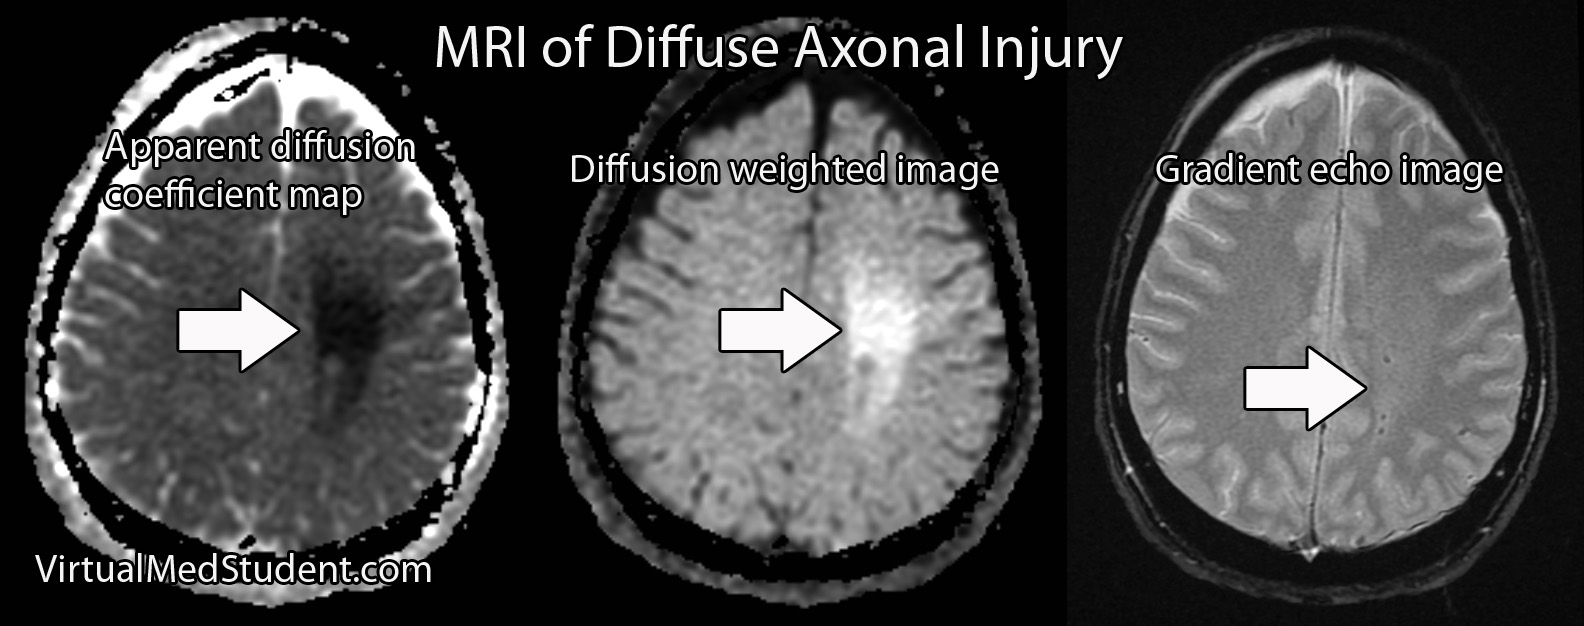 MRI of Diffuse Axonal Injury
Apparent diffusion
coefficient map
Diffusion weighted image
Gradient echo image
VirtualMedStudent.com